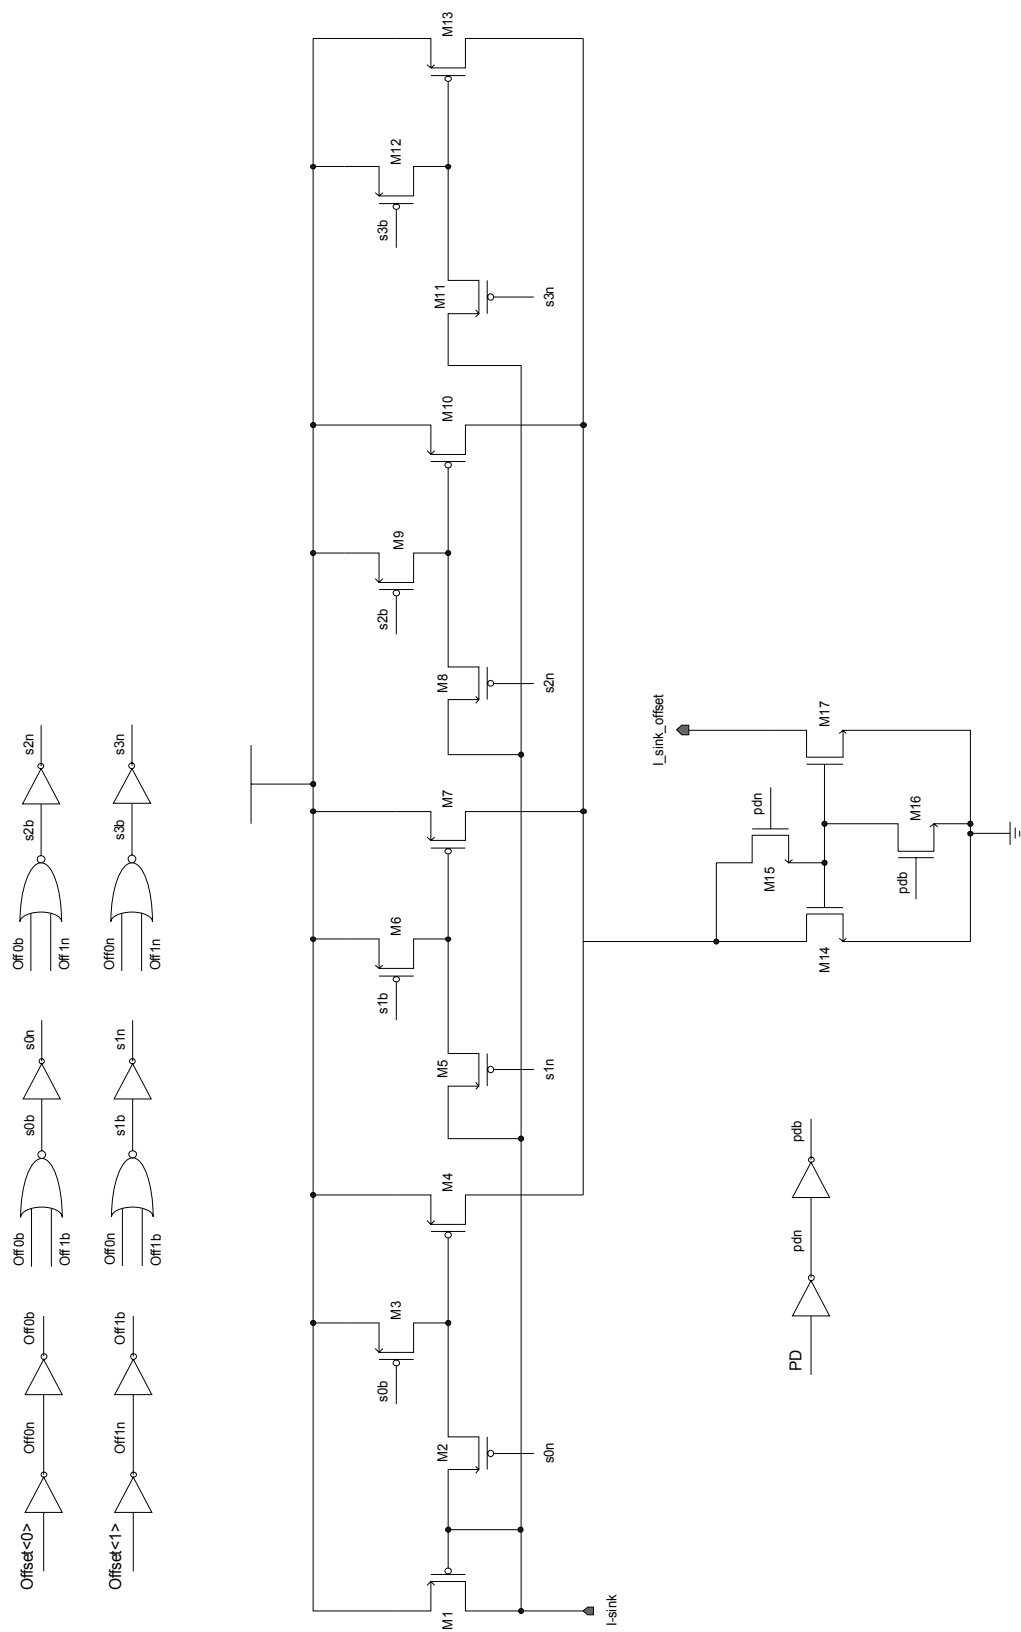 Off0b
Off1n
s2b
s2n
Off0n
Off1n
s3b
s3n
Off0b
Off1b
s0b
s0n
Off0n
Off1b
s1b
s1n
Offset<0>
Off0n
Off0b
Offset<1>
Off1n
Off1b
M13
M12
s3b
M11
s3n
M10
M9
s2b
M8
s2n
M7
M6
s1b
M5
s1n
M4
M3
s0b
M2
s0n
M1
I-sink
I_sink_offset
M17
pdn
M15
M16
pdb
M14
PD
pdn
pdb